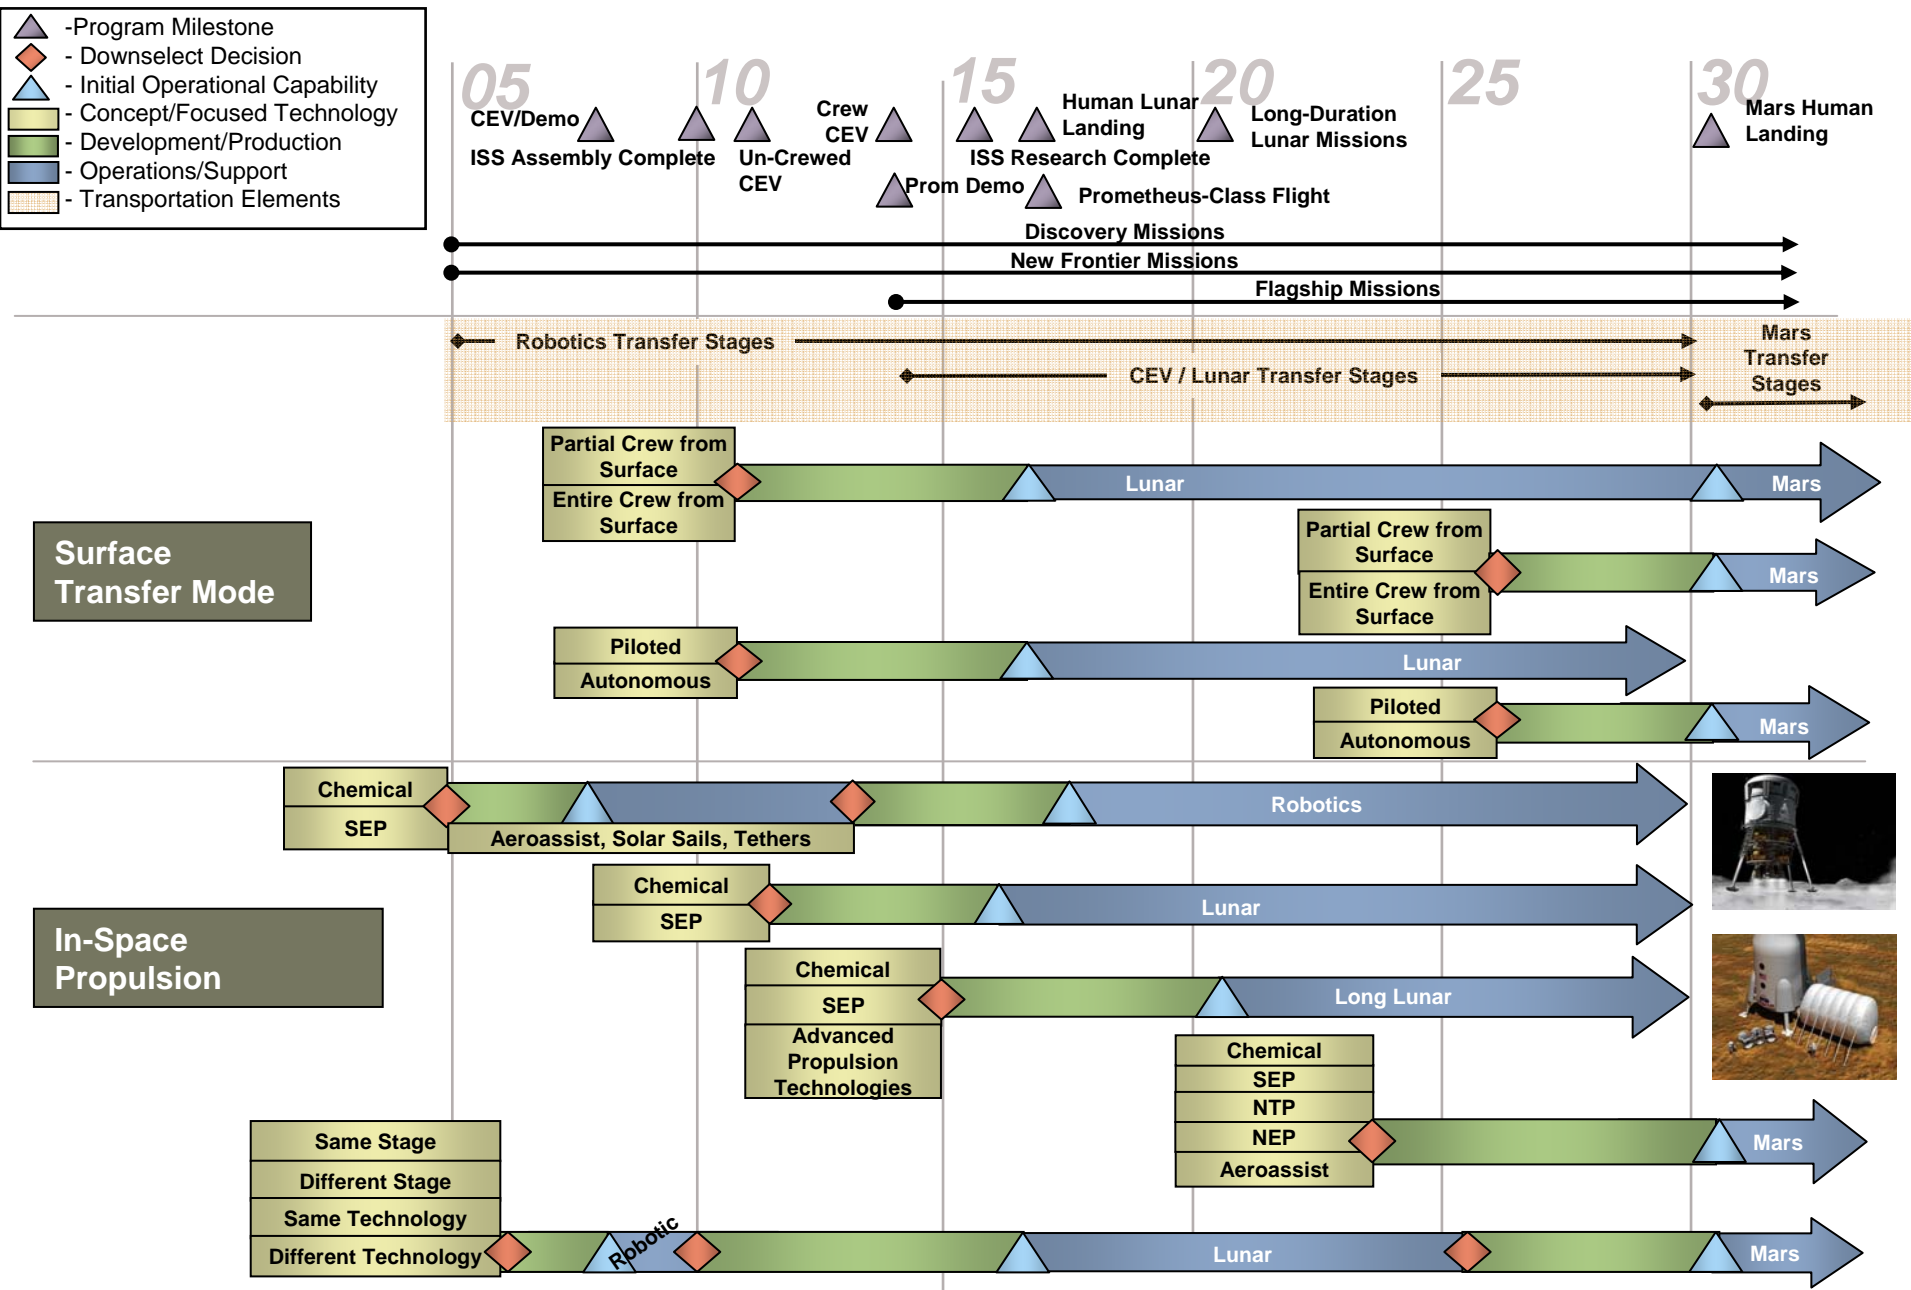 -Program Milestone
- Downselect Decision
- Initial Operational Capability
- Concept/Focused Technology
- Development/Production
- Operations/Support
- Transportation Elements
05
10
15
20
25
30
CEV/Demo
ISS Assembly Complete
Un-Crewed
CEV
Crew
CEV
Human Lunar
Landing
ISS Research Complete
Long-Duration
Lunar Missions
Mars Human
Landing
Prom Demo
Prometheus-Class Flight
Discovery Missions
New Frontier Missions
Flagship Missions
Robotics Transfer Stages
CEV / Lunar Transfer Stages
Mars
Transfer
Stages
Surface
Transfer Mode
Partial Crew from
Surface
Entire Crew from
Surface
Lunar
Mars
Partial Crew from
Surface
Entire Crew from
Surface
Mars
Piloted
Autonomous
Lunar
Piloted
Autonomous
Mars
In-Space
Propulsion
Chemical
SEP
Aeroassist, Solar Sails, Tethers
Robotics
Chemical
SEP
Lunar
Chemical
SEP
Advanced
Propulsion
Technologies
Long Lunar
Chemical
SEP
NTP
NEP
Aeroassist
Mars
Same Stage
Different Stage
Same Technology
Different Technology
Robotic
Lunar
Mars